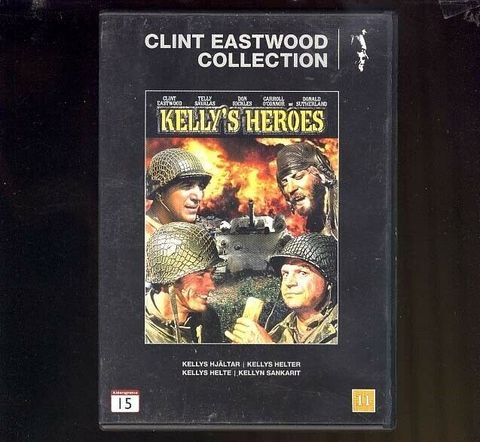 CLINT EASTWOOD
COLLECTION
CLINT EASTWOOD TELLY SAVALAS DON RICKLES CARROLL O'CONNOR and DONALD SUTHERLAND
KELLY'S HEROES
KELLYS HJÄLTAR | KELLYS HELTER
KELLYS HELTE | KELLYN SANKARIT
15
11